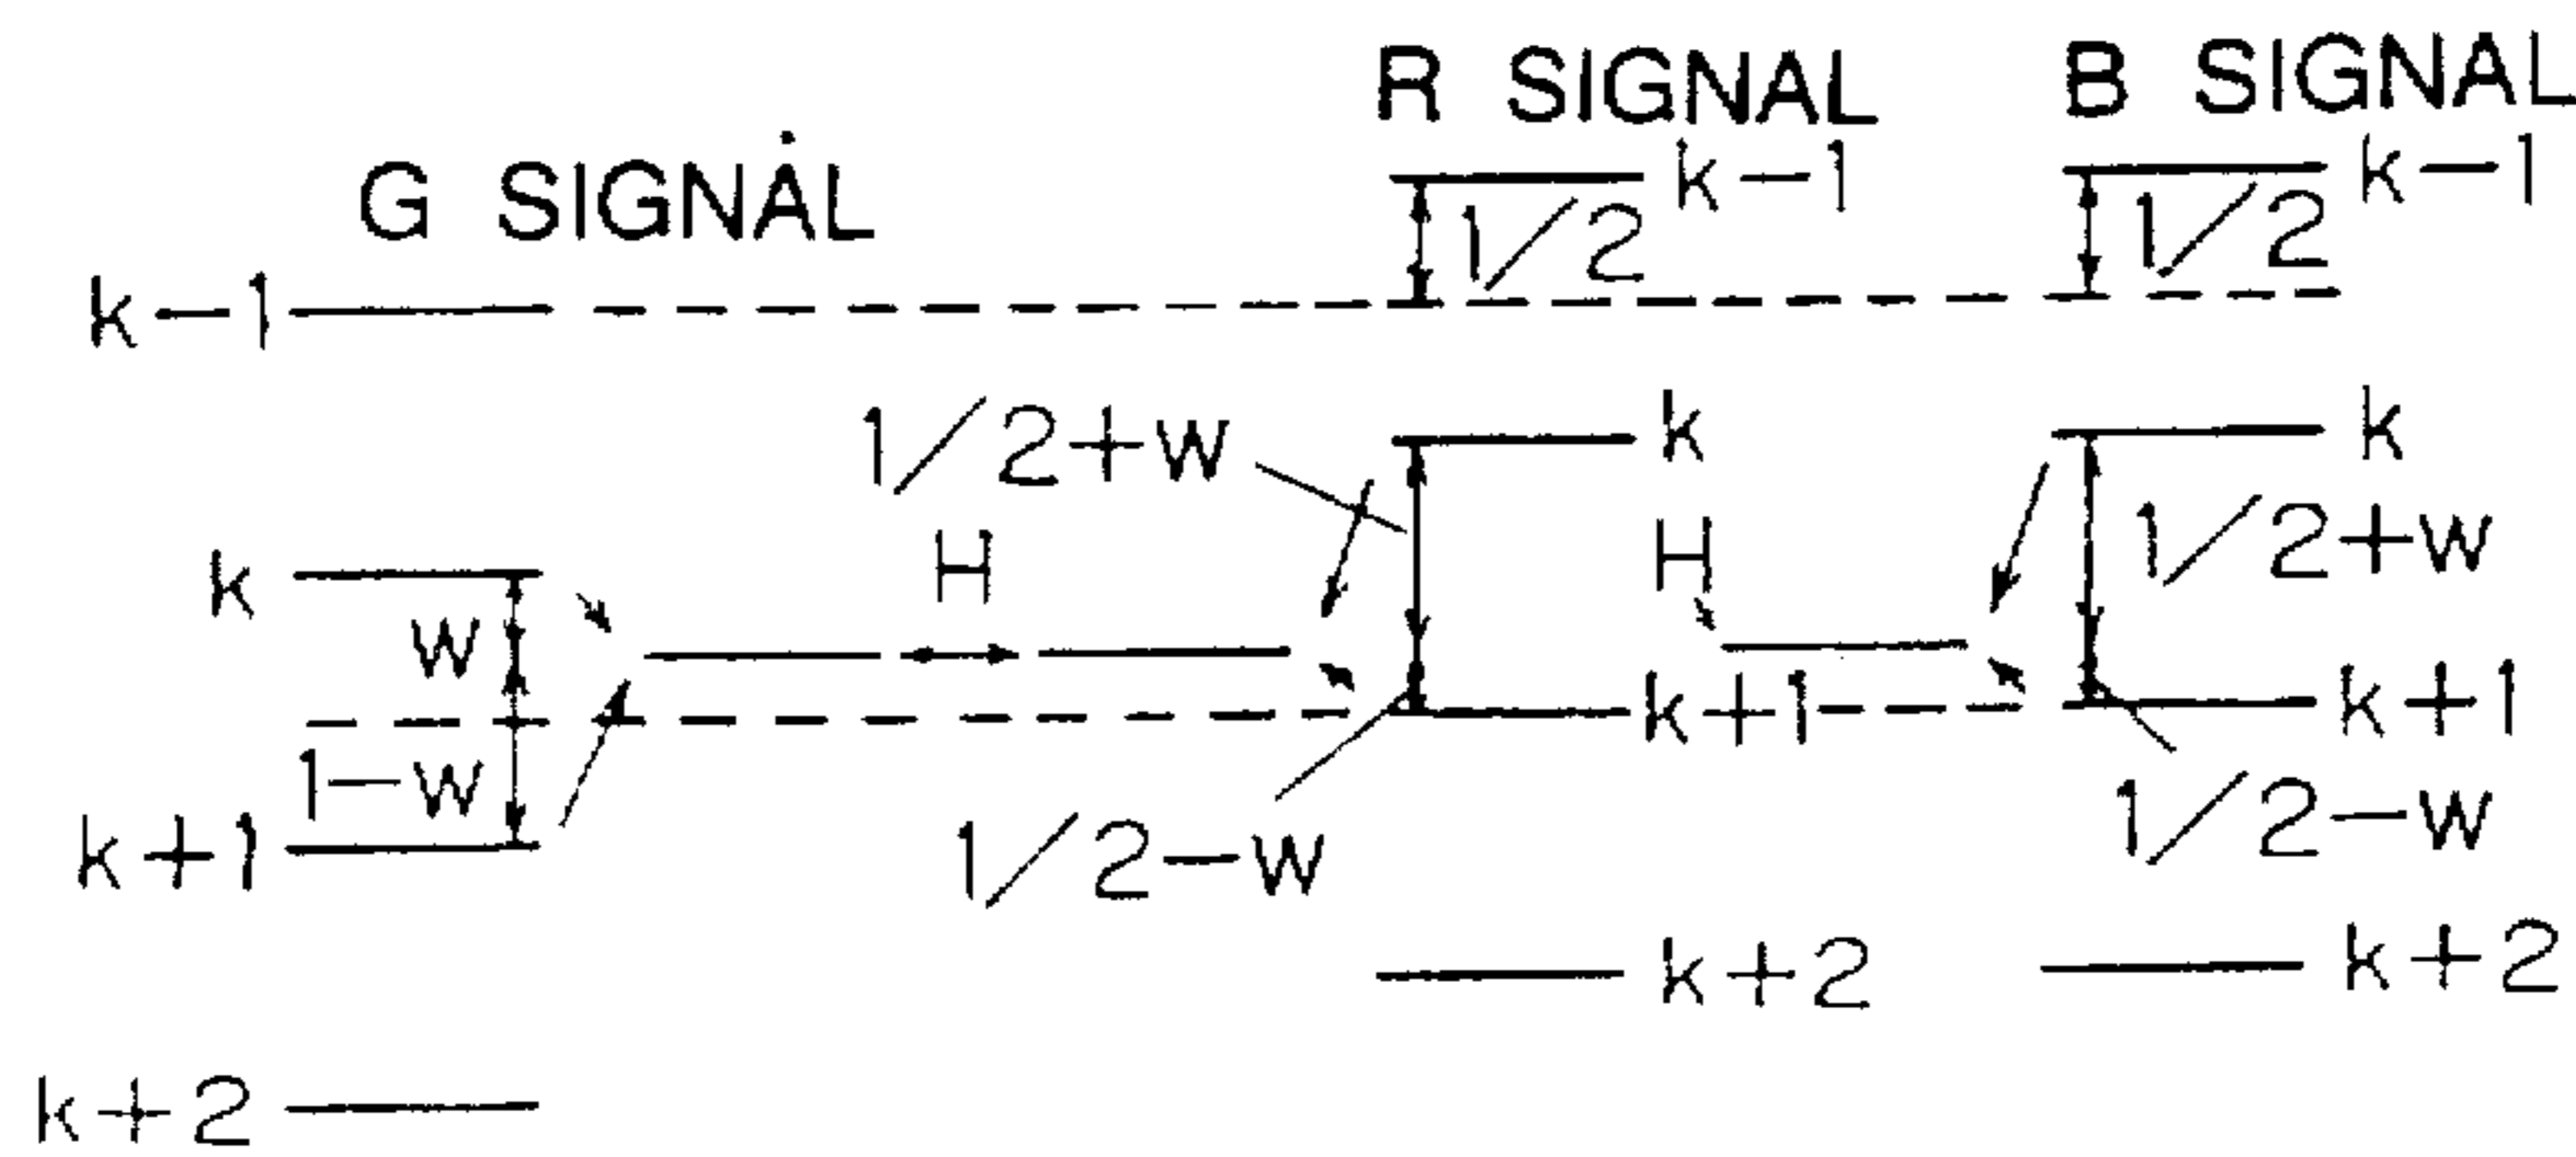 R SIGNAL B SIGNAL
G SIGNAL
k−1 k−1
1/2 1/2
k−1
1/2+w k k
k H H 1/2+w
w
1−w k+1 k+1
k+1 1/2−w 1/2−w
k+2 k+2
k+2